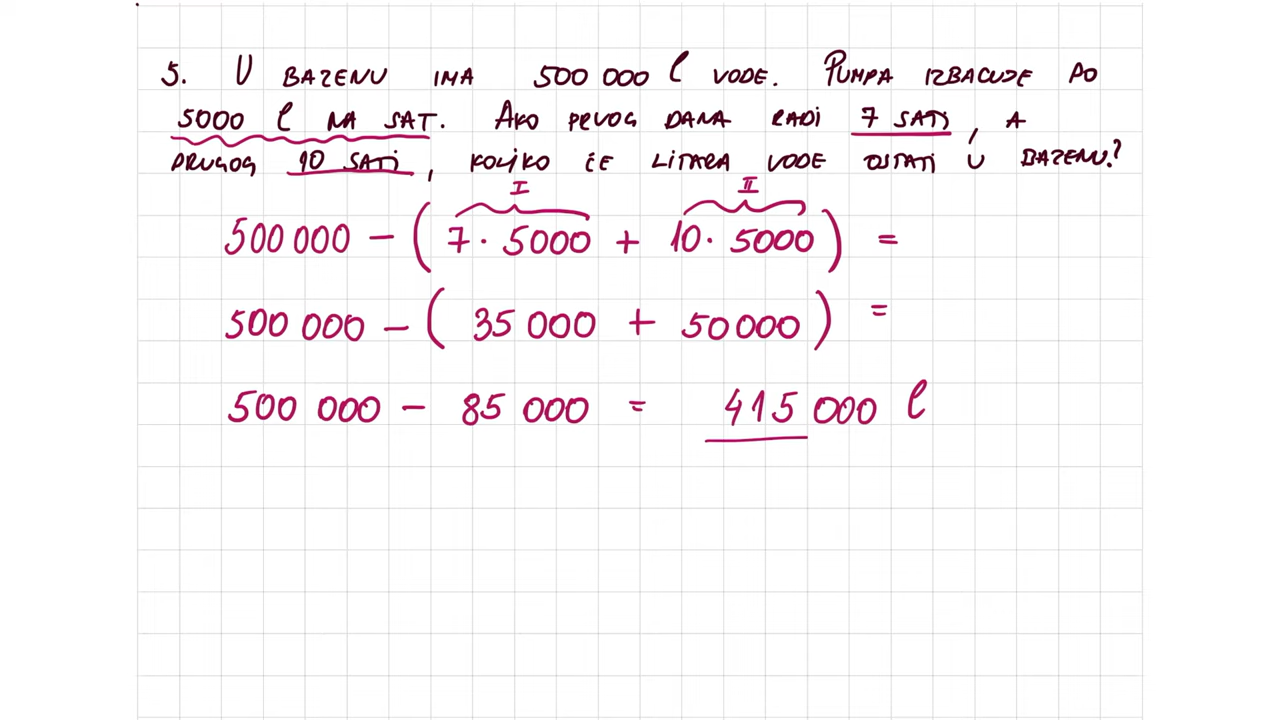 5. U BAZENU IMA 500 000 l VODE. PUMPA IZBACUJE PO
5000 l NA SAT. AKO PRVOG DANA RADI 7 SATI, A
DRUGOG 10 SATI, KOLIKO ĆE LITARA VODE OSTATI U BAZENU?
I II
500 000 - ( 7 · 5000 + 10 · 5000 ) =
500 000 - ( 35 000 + 50 000 ) =
500 000 - 85 000 = 415 000 l